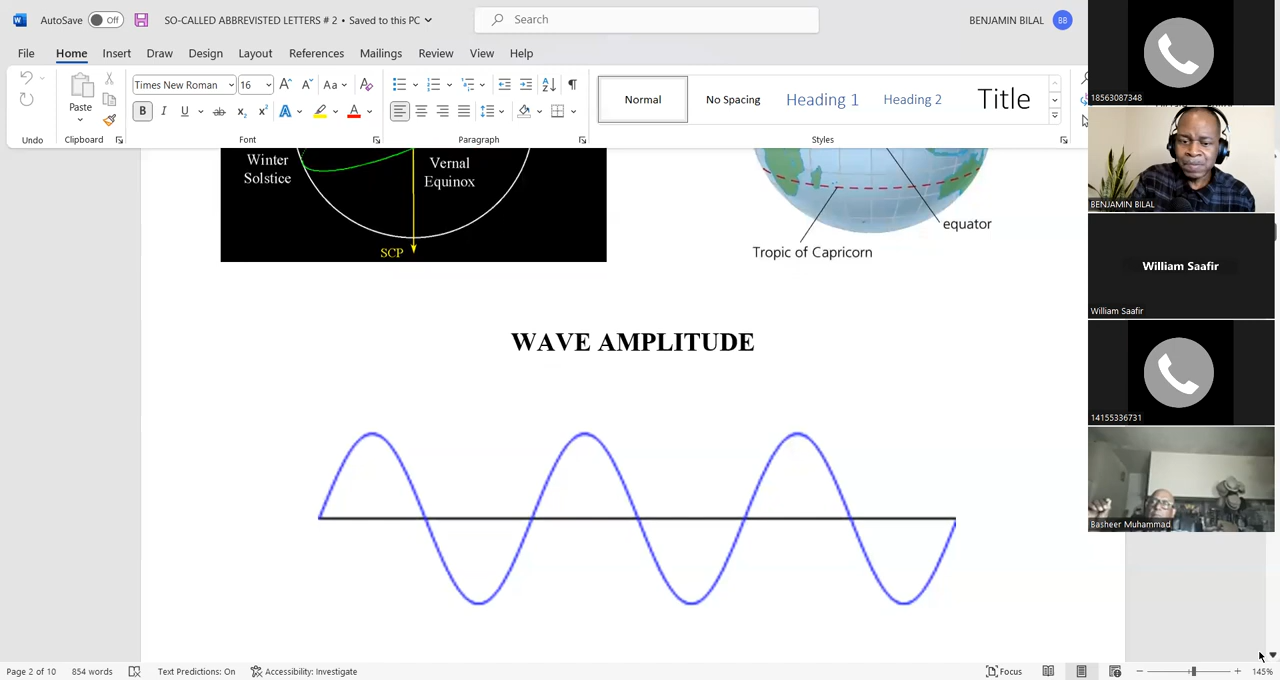 AutoSave Off SO-CALLED ABBREVISTED LETTERS # 2 • Saved to this PC Search BENJAMIN BILAL BB
File Home Insert Draw Design Layout References Mailings Review View Help
Times New Roman 16 Aa
Paste
Normal No Spacing Heading 1 Heading 2 Title
Undo Clipboard Font Paragraph Styles
18563087348
Winter
Solstice
Vernal
Equinox
SCP
equator
Tropic of Capricorn
BENJAMIN BILAL
William Saafir
William Saafir
WAVE AMPLITUDE
14155336731
Basheer Muhammad
Page 2 of 10 854 words Text Predictions: On Accessibility: Investigate Focus 145%